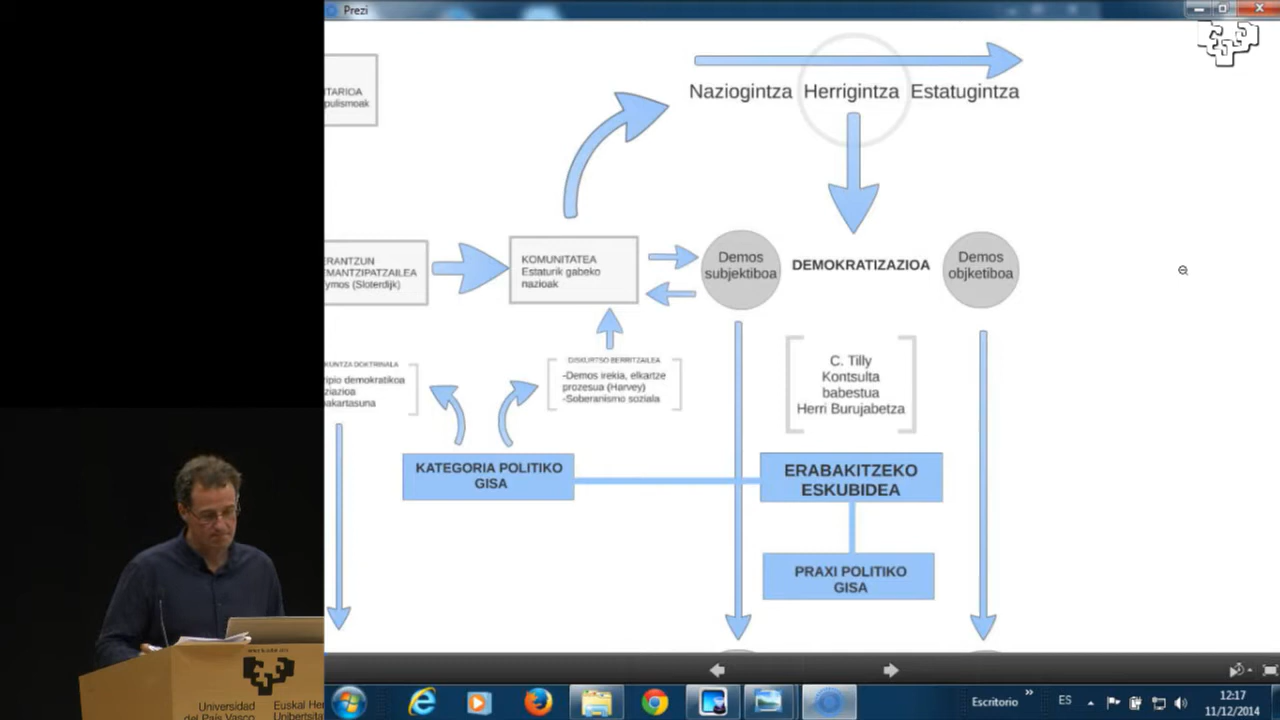 Prezi
TARIOA
pulismoak
Naziogintza
Herrigintza
Estatugintza
ERANTZUN
MANTZIPATZAILEA
ymos (Sloterdijk)
KOMUNITATEA
Estaturik gabeko
nazioak
Demos
subjektiboa
DEMOKRATIZAZIOA
Demos
objketiboa
KUNTZA DOKTRINALA
ripio demokratikoa
ziazioa
akartasuna
DISKURTSO BERRITZAILEA
-Demos irekia, elkartze
prozesua (Harvey)
-Soberanismo soziala
C. Tilly
Kontsulta
babestua
Herri Burujabetza
KATEGORIA POLITIKO
GISA
ERABAKITZEKO
ESKUBIDEA
PRAXI POLITIKO
GISA
Universidad
del País Vasco
Euskal Her
Unibertsita
Escritorio
ES
12:17
11/12/2014